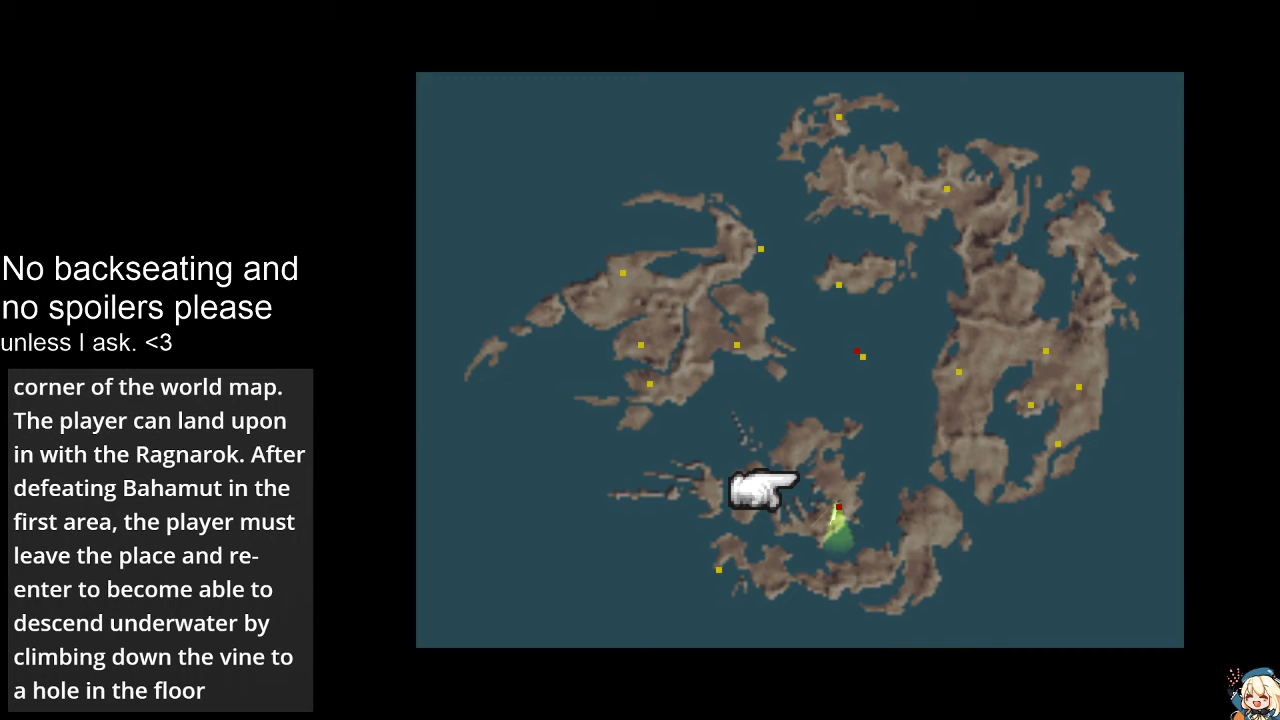 No backseating and
no spoilers please
unless I ask. <3
corner of the world map.
The player can land upon
in with the Ragnarok. After
defeating Bahamut in the
first area, the player must
leave the place and re-
enter to become able to
descend underwater by
climbing down the vine to
a hole in the floor